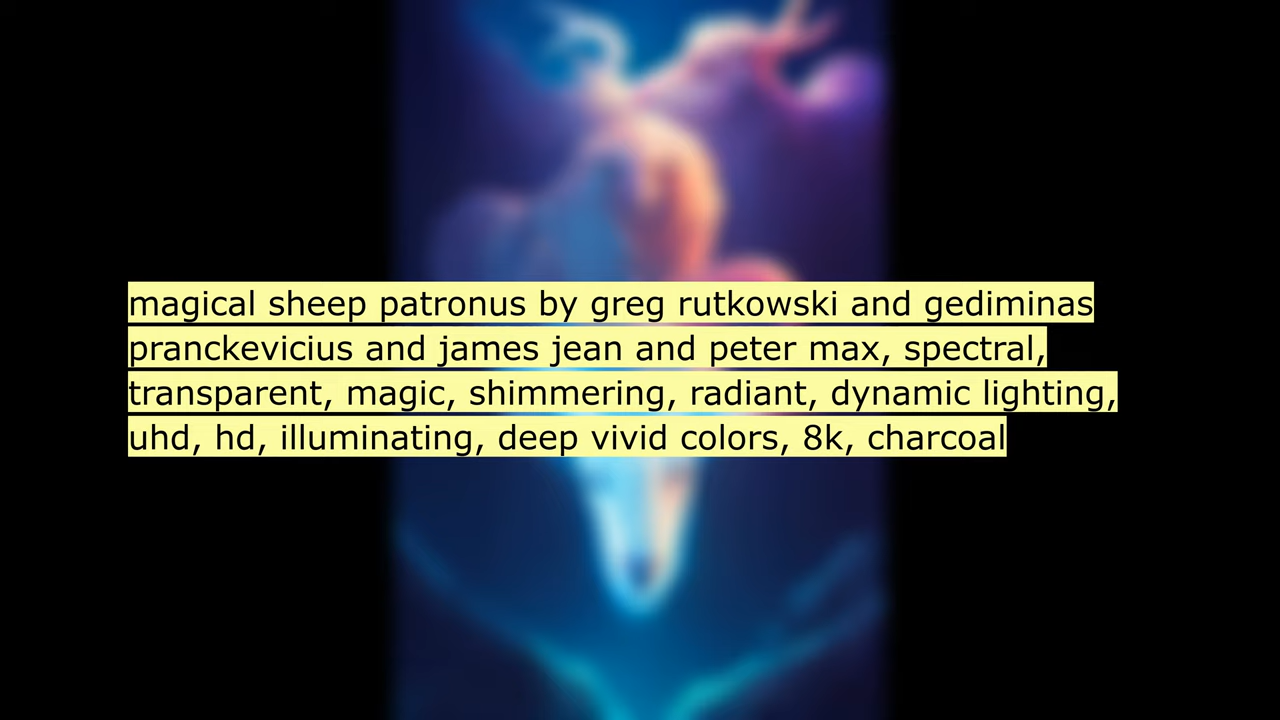 magical sheep patronus by greg rutkowski and gediminas
pranckevicius and james jean and peter max, spectral,
transparent, magic, shimmering, radiant, dynamic lighting,
uhd, hd, illuminating, deep vivid colors, 8k, charcoal